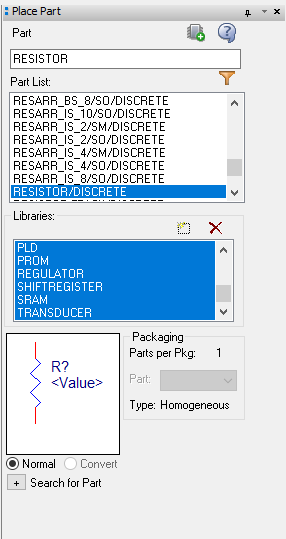 Place Part
Part
RESISTOR
Part List:
RESARR_BS_8/SO/DISCRETE
RESARR_IS_10/SO/DISCRETE
RESARR_IS_2/SM/DISCRETE
RESARR_IS_2/SO/DISCRETE
RESARR_IS_4/SM/DISCRETE
RESARR_IS_4/SO/DISCRETE
RESARR_IS_8/SO/DISCRETE
RESISTOR/DISCRETE
Libraries:
PLD
PROM
REGULATOR
SHIFTREGISTER
SRAM
TRANSDUCER
R?
<Value>
Packaging
Parts per Pkg: 1
Part:
Type: Homogeneous
Normal Convert
+ Search for Part